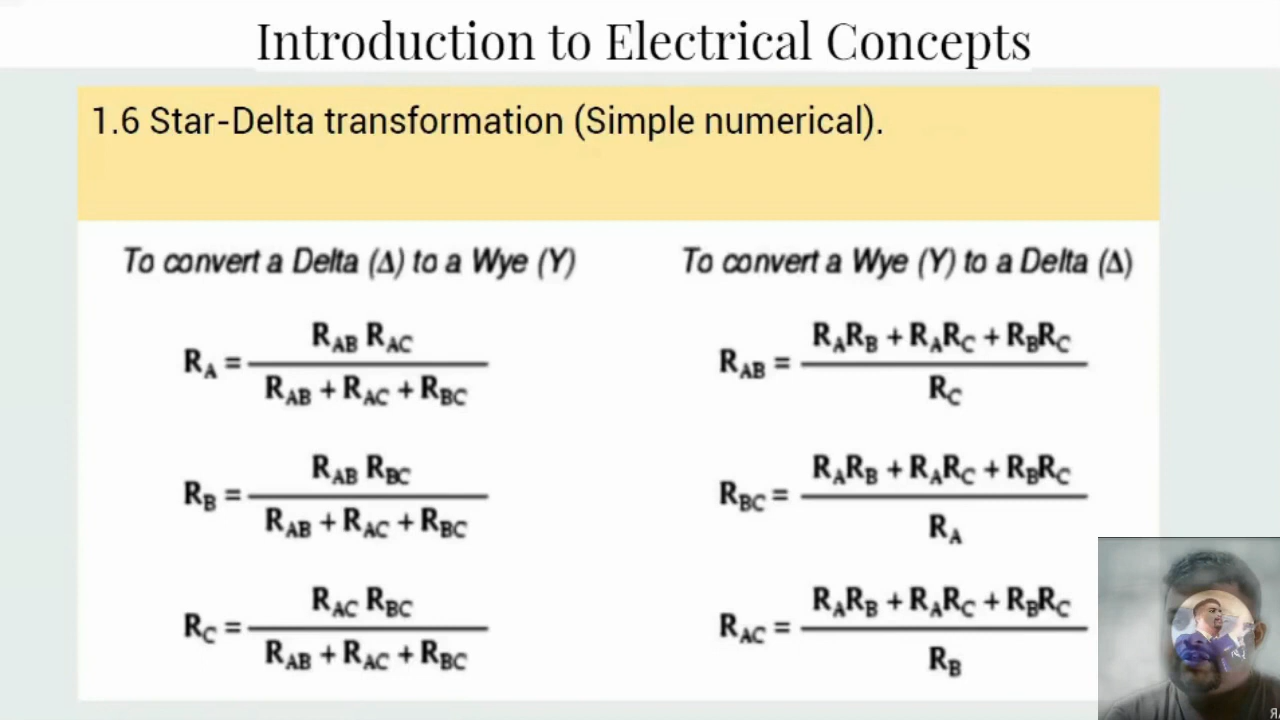 Introduction to Electrical Concepts
1.6 Star-Delta transformation (Simple numerical).
To convert a Delta (Δ) to a Wye (Y)
R_A = R_AB R_AC / R_AB + R_AC + R_BC
R_B = R_AB R_BC / R_AB + R_AC + R_BC
R_C = R_AC R_BC / R_AB + R_AC + R_BC
To convert a Wye (Y) to a Delta (Δ)
R_AB = R_A R_B + R_A R_C + R_B R_C / R_C
R_BC = R_A R_B + R_A R_C + R_B R_C / R_A
R_AC = R_A R_B + R_A R_C + R_B R_C / R_B